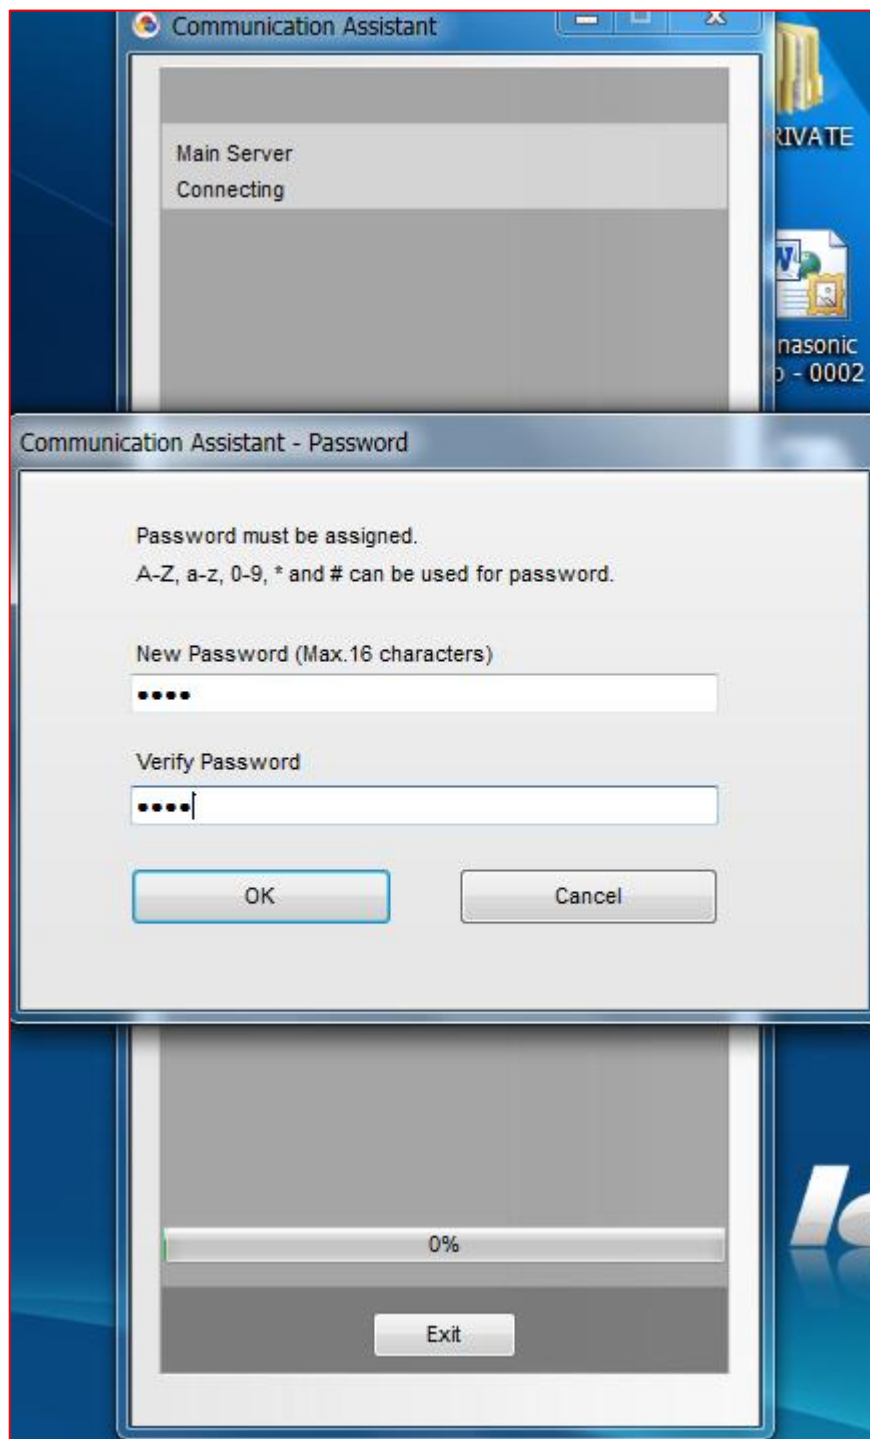 Communication Assistant
Main Server
Connecting
Communication Assistant - Password
Password must be assigned.
A-Z, a-z, 0-9, * and # can be used for password.
New Password (Max.16 characters)
••••
Verify Password
••••
OK
Cancel
0%
Exit
RIVATE
nasonic
- 0002